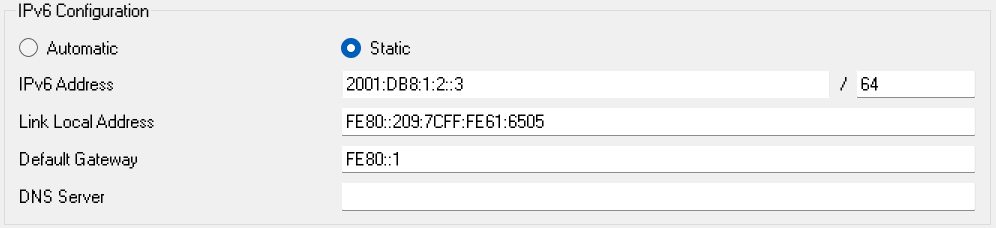 IPv6 Configuration
Automatic Static
IPv6 Address 2001:DB8:1:2::3 / 64
Link Local Address FE80::209:7CFF:FE61:6505
Default Gateway FE80::1
DNS Server